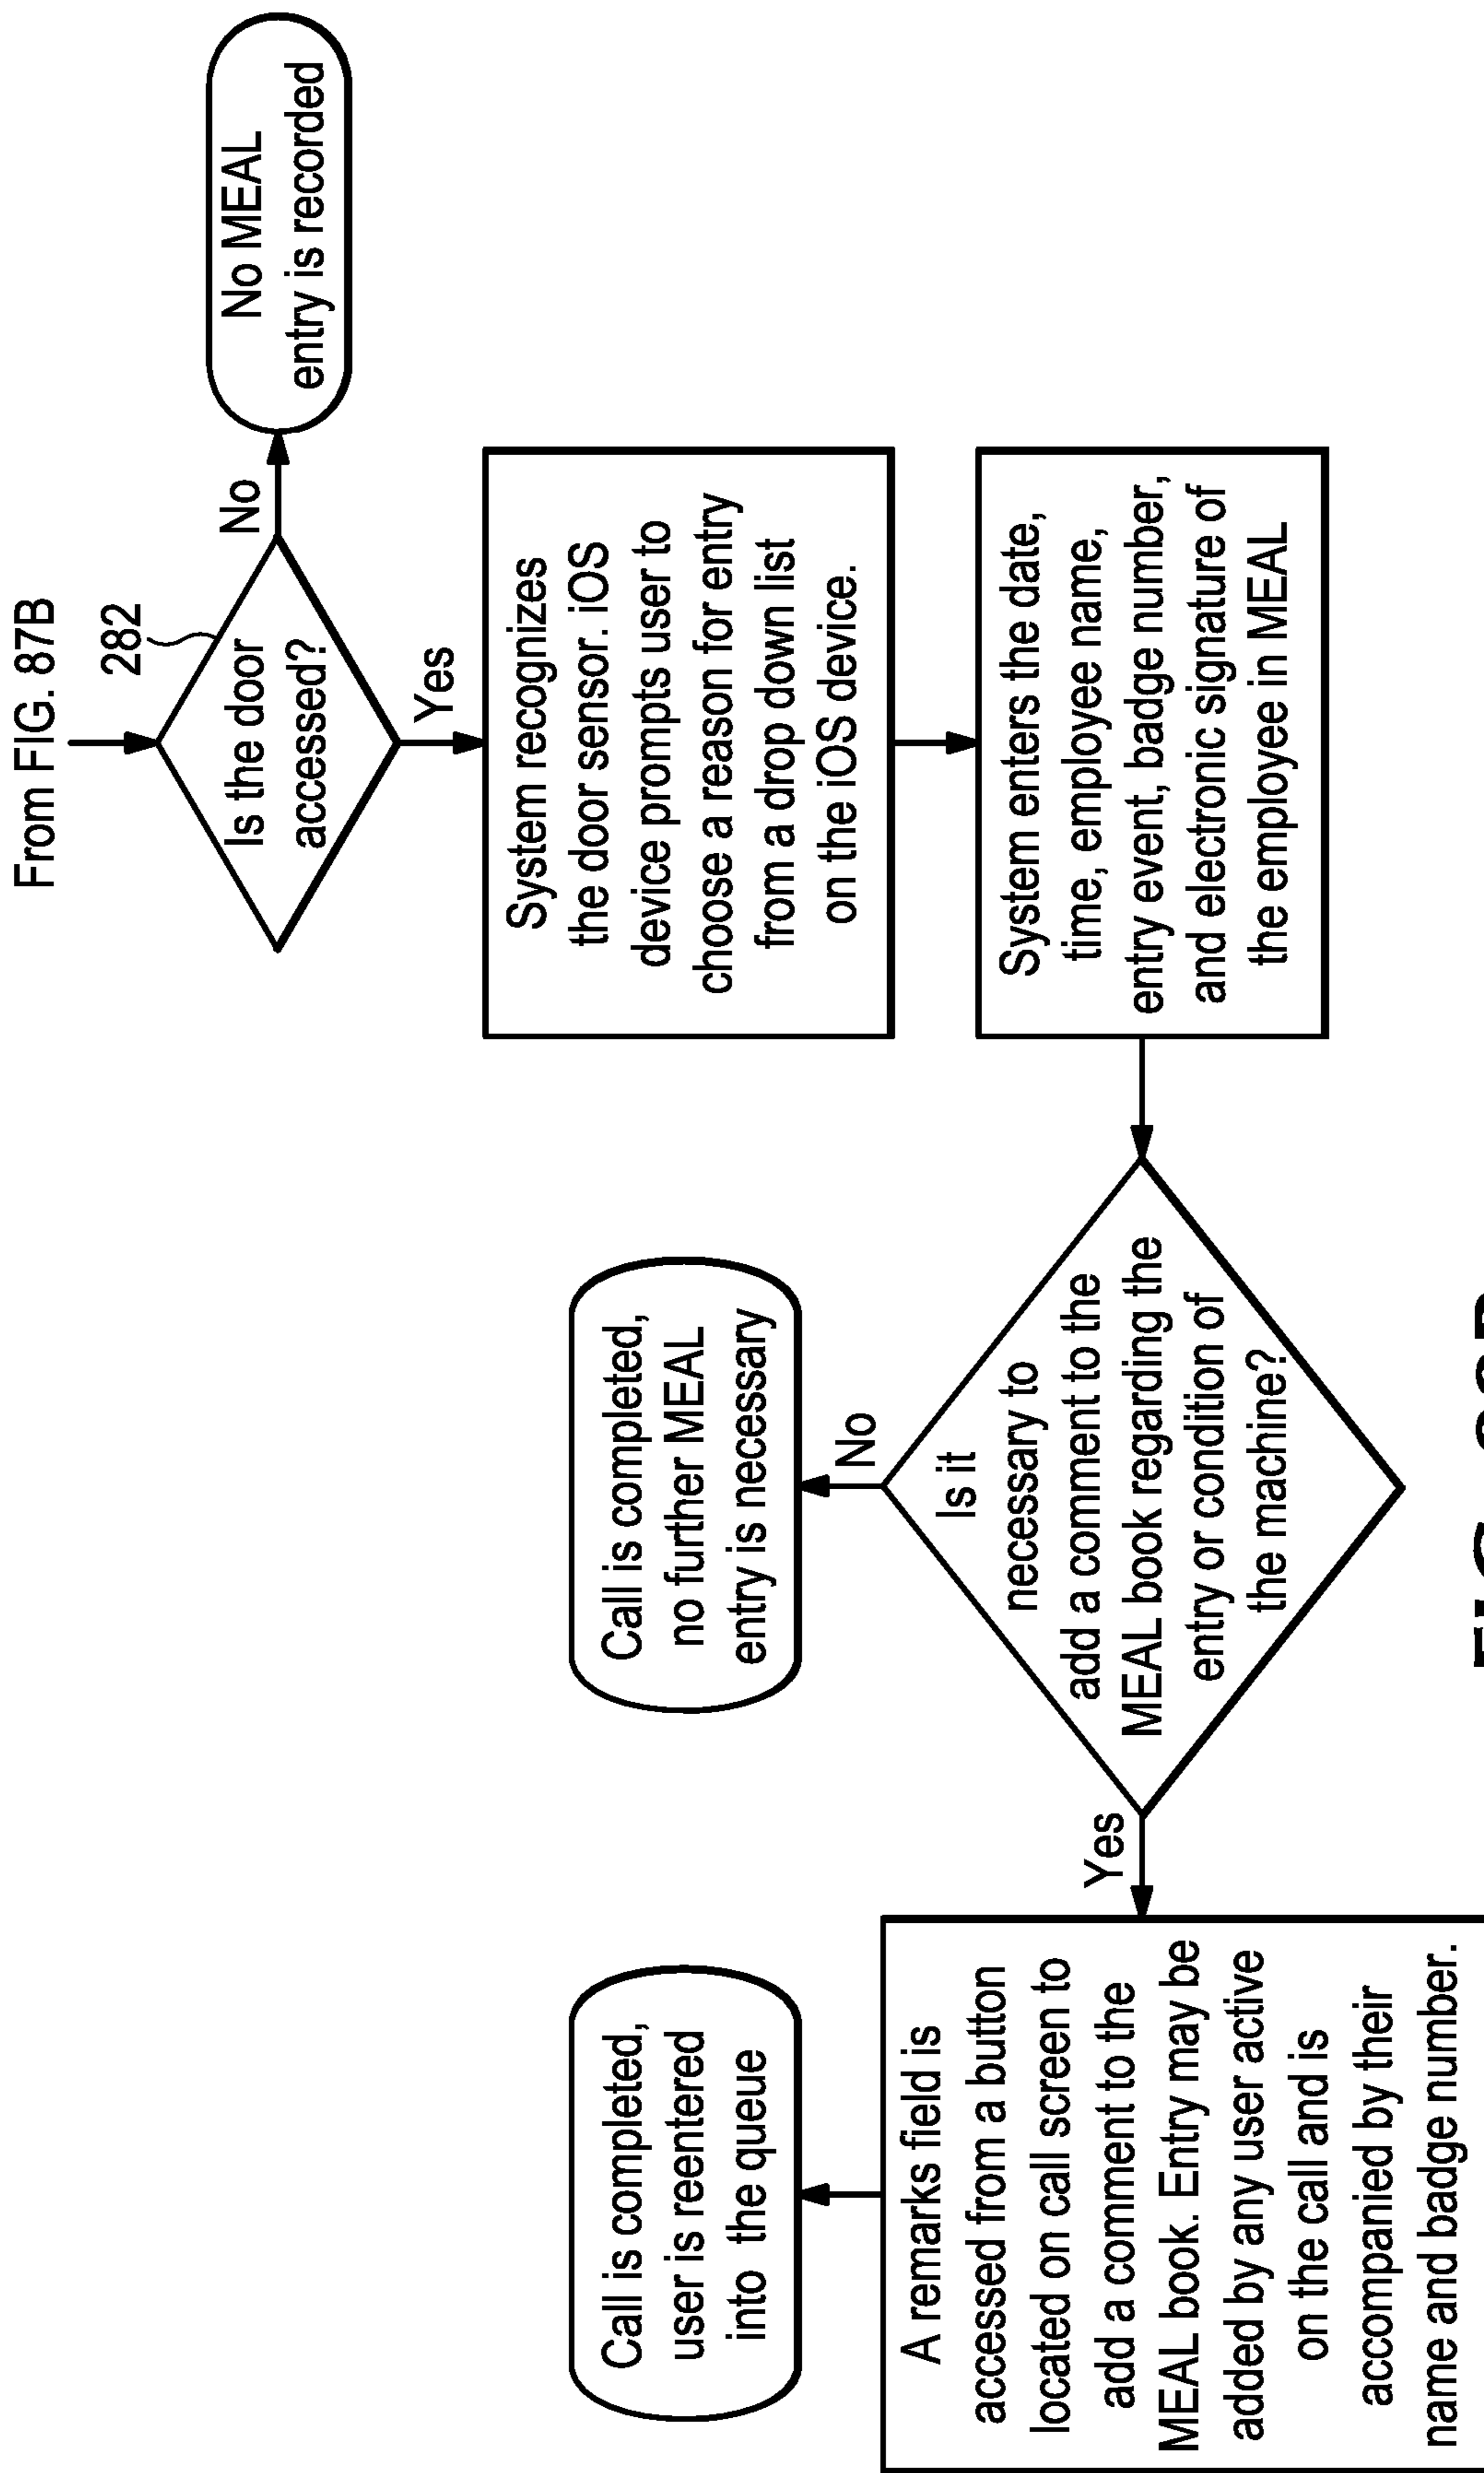 From FIG. 87B
282
Is the door
accessed?
No
No MEAL
entry is recorded
Yes
System recognizes
the door sensor. iOS
device prompts user to
choose a reason for entry
from a drop down list
on the iOS device.
System enters the date,
time, employee name,
entry event, badge number,
and electronic signature of
the employee in MEAL
Is it
necessary to
add a comment to the
MEAL book regarding the
entry or condition of
the machine?
No
Call is completed,
no further MEAL
entry is necessary
Yes
A remarks field is
accessed from a button
located on call screen to
add a comment to the
MEAL book. Entry may be
added by any user active
on the call and is
accompanied by their
name and badge number.
Call is completed,
user is reentered
into the queue